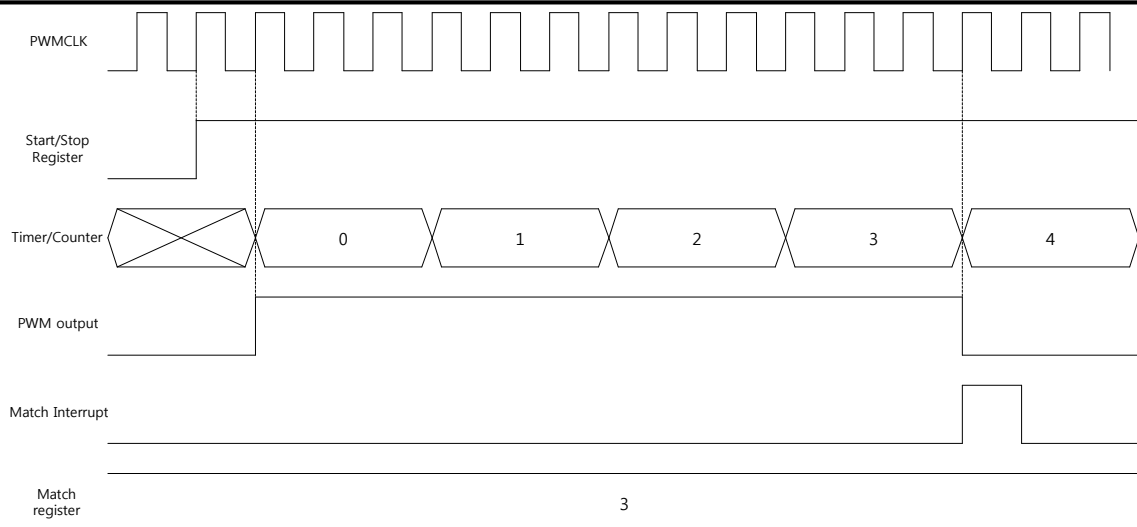 PWMCLK
Start/Stop
Register
Timer/Counter
0
1
2
3
4
PWM output
Match Interrupt
Match
register
3